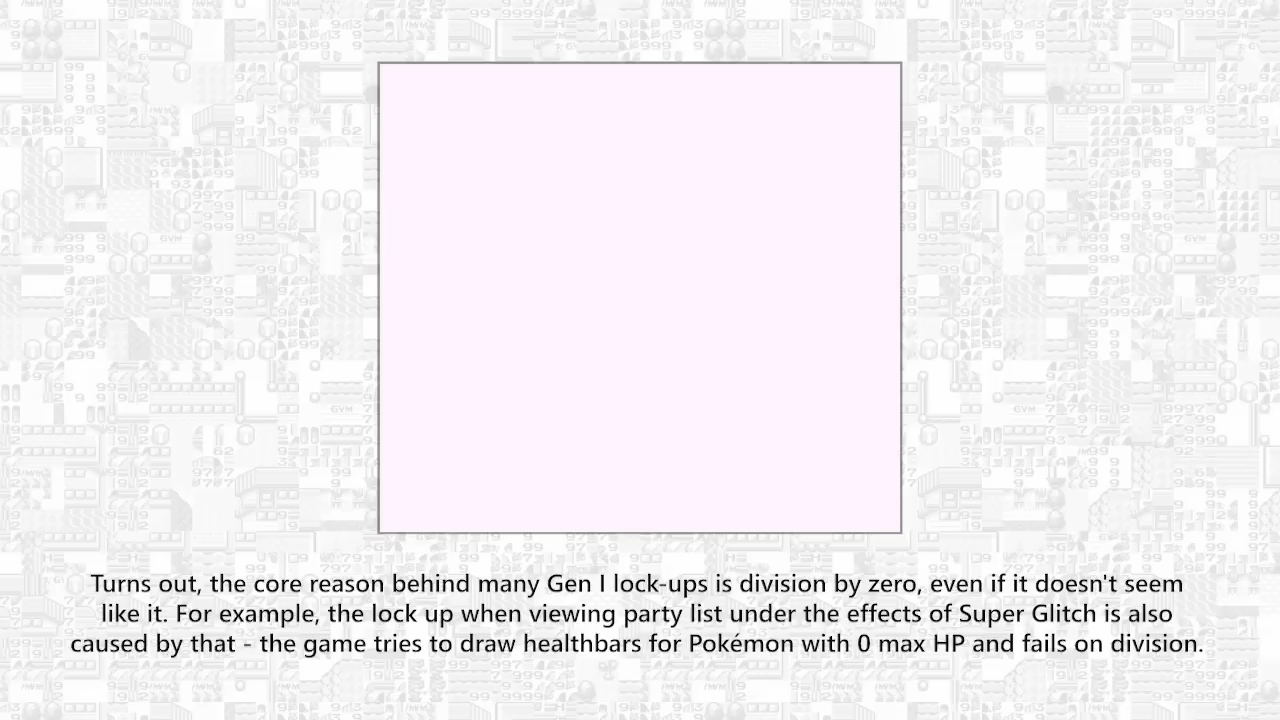 Turns out, the core reason behind many Gen I lock-ups is division by zero, even if it doesn't seem
like it. For example, the lock up when viewing party list under the effects of Super Glitch is also
caused by that - the game tries to draw healthbars for Pokémon with 0 max HP and fails on division.